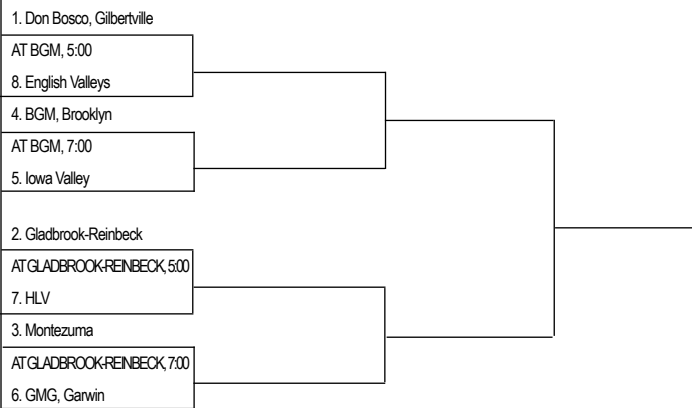 1. Don Bosco, Gilbertville
AT BGM, 5:00
8. English Valleys
4. BGM, Brooklyn
AT BGM, 7:00
5. Iowa Valley
2. Gladbrook-Reinbeck
AT GLADBROOK-REINBECK, 5:00
7. HLV
3. Montezuma
AT GLADBROOK-REINBECK, 7:00
6. GMG, Garwin